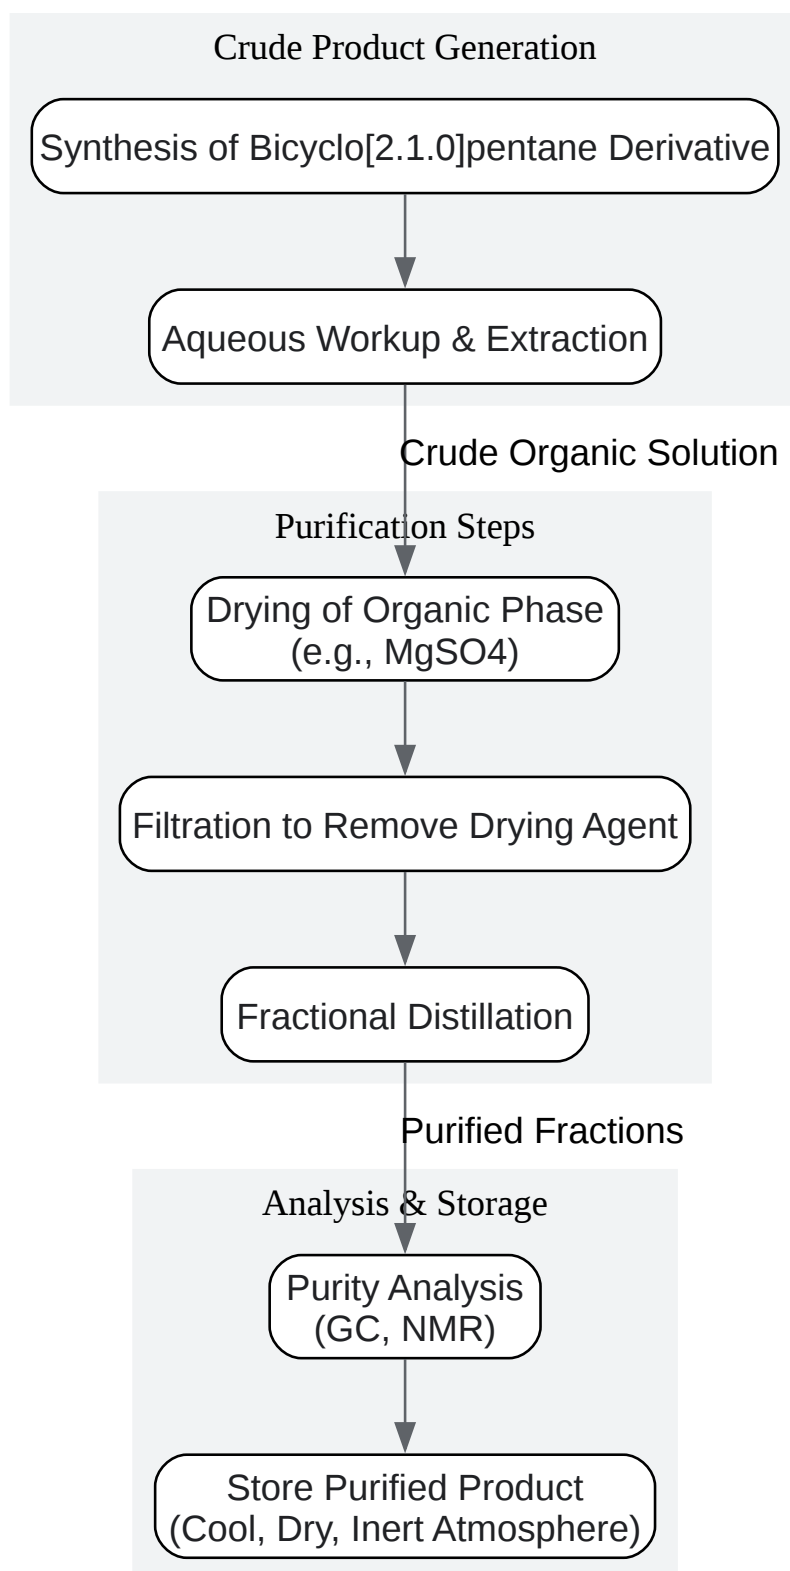 Crude Product Generation
Synthesis of Bicyclo[2.1.0]pentane Derivative
Aqueous Workup & Extraction
Crude Organic Solution
Purification Steps
Drying of Organic Phase
(e.g., MgSO4)
Filtration to Remove Drying Agent
Fractional Distillation
Purified Fractions
Analysis & Storage
Purity Analysis
(GC, NMR)
Store Purified Product
(Cool, Dry, Inert Atmosphere)